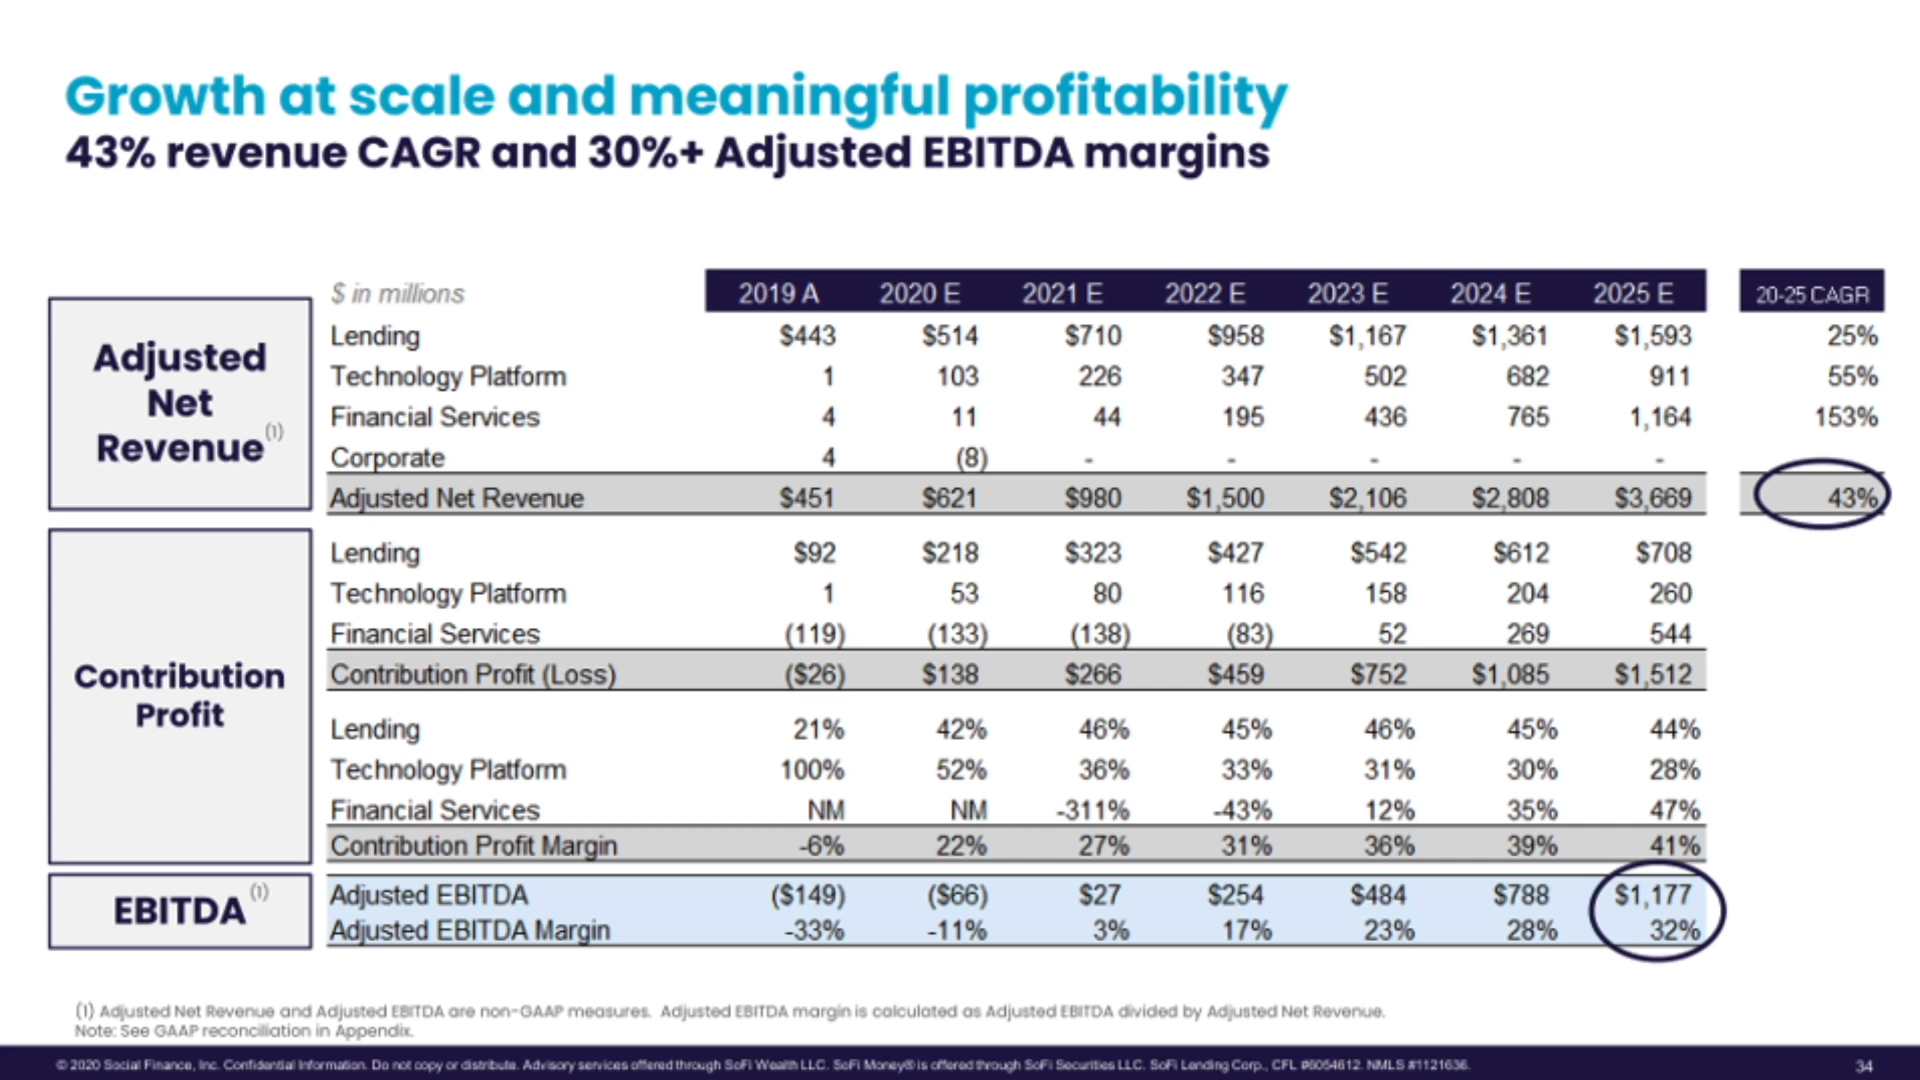 Growth at scale and meaningful profitability
43% revenue CAGR and 30%+ Adjusted EBITDA margins
$ in millions 2019 A 2020 E 2021 E 2022 E 2023 E 2024 E 2025 E 20-25 CAGR
Adjusted
Net
Revenue(1)
Lending $443 $514 $710 $958 $1,167 $1,361 $1,593 25%
Technology Platform 1 103 226 347 502 682 911 55%
Financial Services 4 11 44 195 436 765 1,164 153%
Corporate 4 (8) - - - - -
Adjusted Net Revenue $451 $621 $980 $1,500 $2,106 $2,808 $3,669 43%
Contribution
Profit
Lending $92 $218 $323 $427 $542 $612 $708
Technology Platform 1 53 80 116 158 204 260
Financial Services (119) (133) (138) (83) 52 269 544
Contribution Profit (Loss) ($26) $138 $266 $459 $752 $1,085 $1,512
Lending 21% 42% 46% 45% 46% 45% 44%
Technology Platform 100% 52% 36% 33% 31% 30% 28%
Financial Services NM NM -311% -43% 12% 35% 47%
Contribution Profit Margin -6% 22% 27% 31% 36% 39% 41%
EBITDA(1)
Adjusted EBITDA ($149) ($66) $27 $254 $484 $788 $1,177
Adjusted EBITDA Margin -33% -11% 3% 17% 23% 28% 32%
(1) Adjusted Net Revenue and Adjusted EBITDA are non-GAAP measures. Adjusted EBITDA margin is calculated as Adjusted EBITDA divided by Adjusted Net Revenue.
Note: See GAAP reconciliation in Appendix.
© 2020 Social Finance, Inc. Confidential Information. Do not copy or distribute. Advisory services offered through SoFi Wealth LLC. SoFi Money® is offered through SoFi Securities LLC. SoFi Lending Corp., CFL #6054612. NMLS #1121636.
34